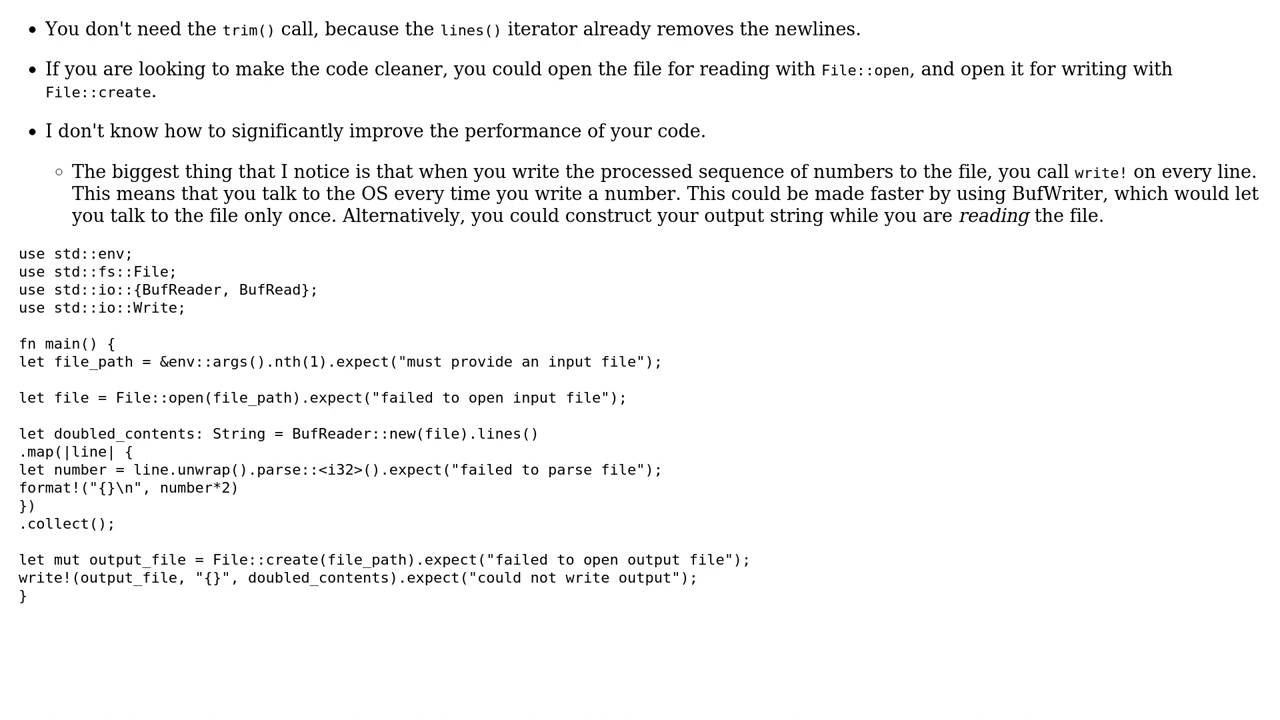 You don't need the trim() call, because the lines() iterator already removes the newlines.
If you are looking to make the code cleaner, you could open the file for reading with File::open, and open it for writing with
File::create.
I don't know how to significantly improve the performance of your code.
The biggest thing that I notice is that when you write the processed sequence of numbers to the file, you call write! on every line.
This means that you talk to the OS every time you write a number. This could be made faster by using BufWriter, which would let
you talk to the file only once. Alternatively, you could construct your output string while you are reading the file.
use std::env;
use std::fs::File;
use std::io::{BufReader, BufRead};
use std::io::Write;
fn main() {
let file_path = &env::args().nth(1).expect("must provide an input file");
let file = File::open(file_path).expect("failed to open input file");
let doubled_contents: String = BufReader::new(file).lines()
.map(|line| {
let number = line.unwrap().parse::<i32>().expect("failed to parse file");
format!("{}\n", number*2)
})
.collect();
let mut output_file = File::create(file_path).expect("failed to open output file");
write!(output_file, "{}", doubled_contents).expect("could not write output");
}